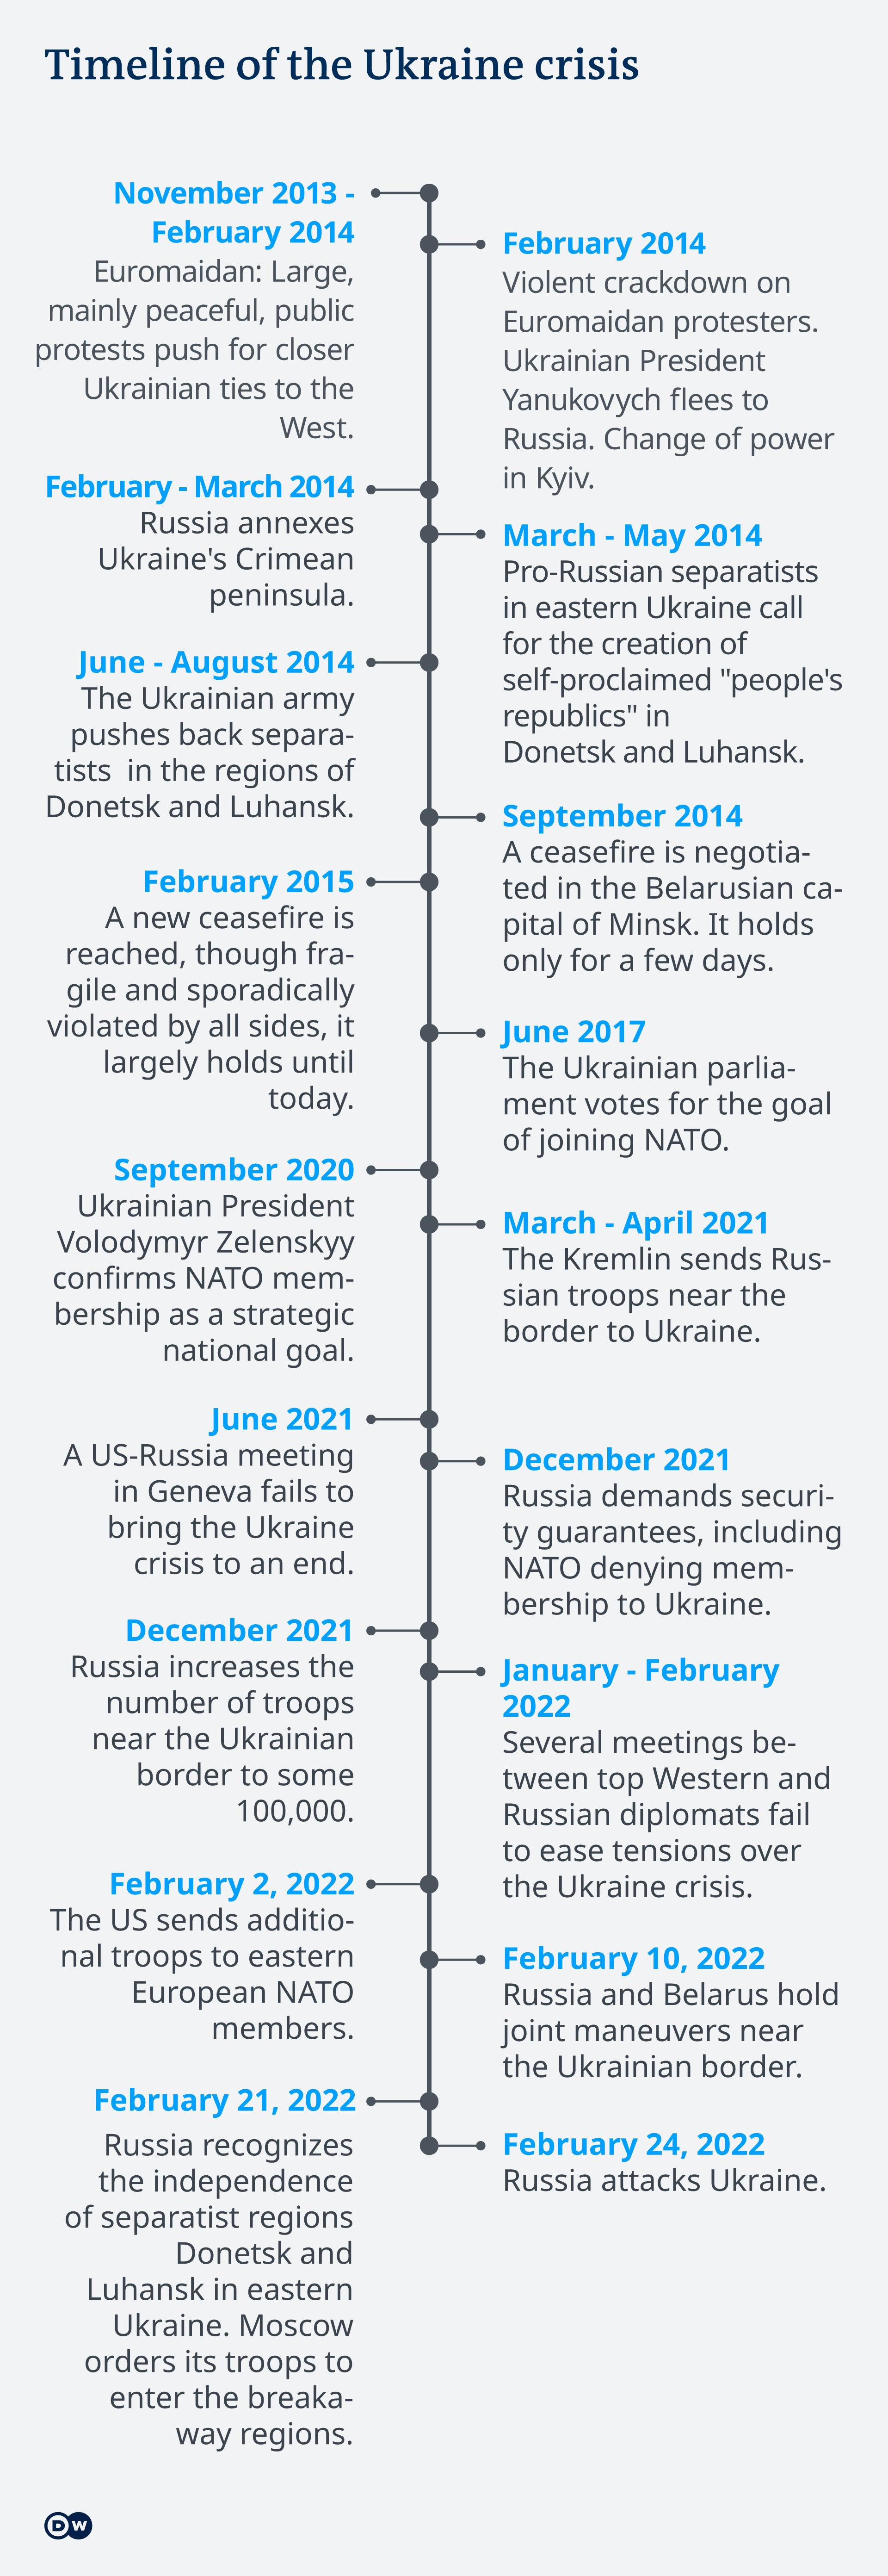 Timeline of the Ukraine crisis
November 2013 -
February 2014
Euromaidan: Large,
mainly peaceful, public
protests push for closer
Ukrainian ties to the
West.
February 2014
Violent crackdown on
Euromaidan protesters.
Ukrainian President
Yanukovych flees to
Russia. Change of power
in Kyiv.
February - March 2014
Russia annexes
Ukraine's Crimean
peninsula.
March - May 2014
Pro-Russian separatists
in eastern Ukraine call
for the creation of
self-proclaimed "people's
republics" in
Donetsk and Luhansk.
June - August 2014
The Ukrainian army
pushes back separa-
tists  in the regions of
Donetsk and Luhansk.
September 2014
A ceasefire is negotia-
ted in the Belarusian ca-
pital of Minsk. It holds
only for a few days.
February 2015
A new ceasefire is
reached, though fra-
gile and sporadically
violated by all sides, it
largely holds until
today.
June 2017
The Ukrainian parlia-
ment votes for the goal
of joining NATO.
September 2020
Ukrainian President
Volodymyr Zelenskyy
confirms NATO mem-
bership as a strategic
national goal.
March - April 2021
The Kremlin sends Rus-
sian troops near the
border to Ukraine.
June 2021
A US-Russia meeting
in Geneva fails to
bring the Ukraine
crisis to an end.
December 2021
Russia demands securi-
ty guarantees, including
NATO denying mem-
bership to Ukraine.
December 2021
Russia increases the
number of troops
near the Ukrainian
border to some
100,000.
January - February
2022
Several meetings be-
tween top Western and
Russian diplomats fail
to ease tensions over
the Ukraine crisis.
February 2, 2022
The US sends additio-
nal troops to eastern
European NATO
members.
February 10, 2022
Russia and Belarus hold
joint maneuvers near
the Ukrainian border.
February 21, 2022
Russia recognizes
the independence
of separatist regions
Donetsk and
Luhansk in eastern
Ukraine. Moscow
orders its troops to
enter the breaka-
way regions.
February 24, 2022
Russia attacks Ukraine.
DW